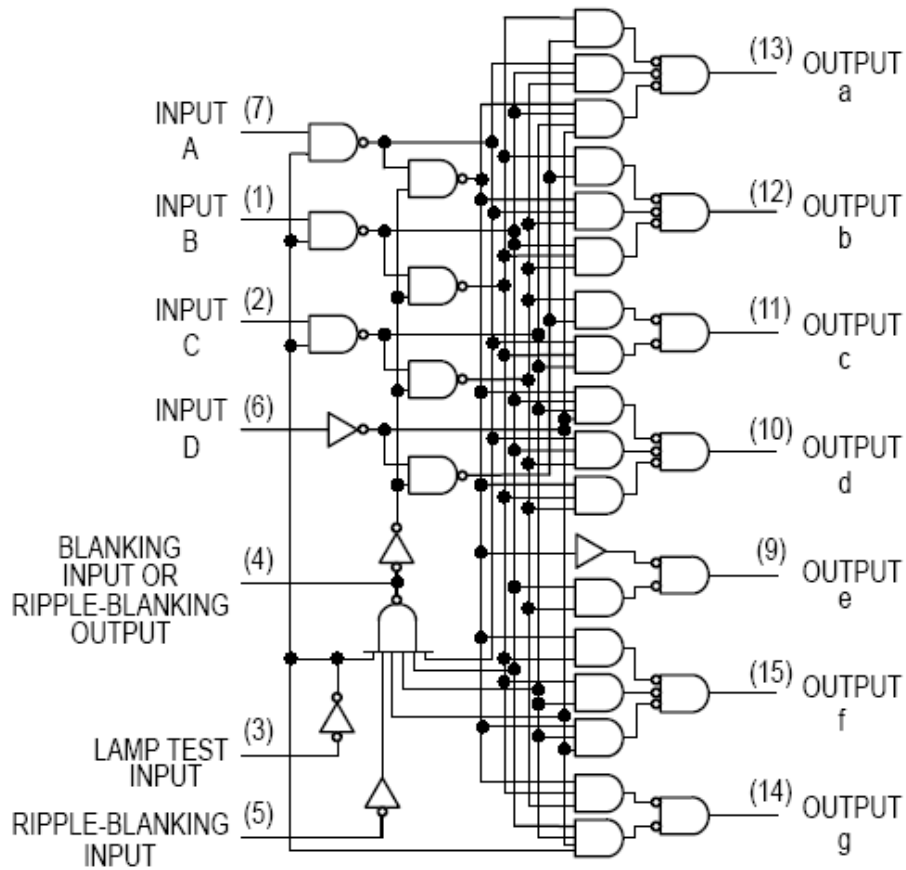 (13) OUTPUT
a
INPUT (7)
A
INPUT (1)
B
(12) OUTPUT
b
INPUT (2)
C
(11) OUTPUT
c
INPUT (6)
D
(10) OUTPUT
d
BLANKING
INPUT OR (4)
RIPPLE-BLANKING
OUTPUT
(9) OUTPUT
e
(15) OUTPUT
f
(3)
LAMP TEST
INPUT
(14) OUTPUT
g
RIPPLE-BLANKING (5)
INPUT